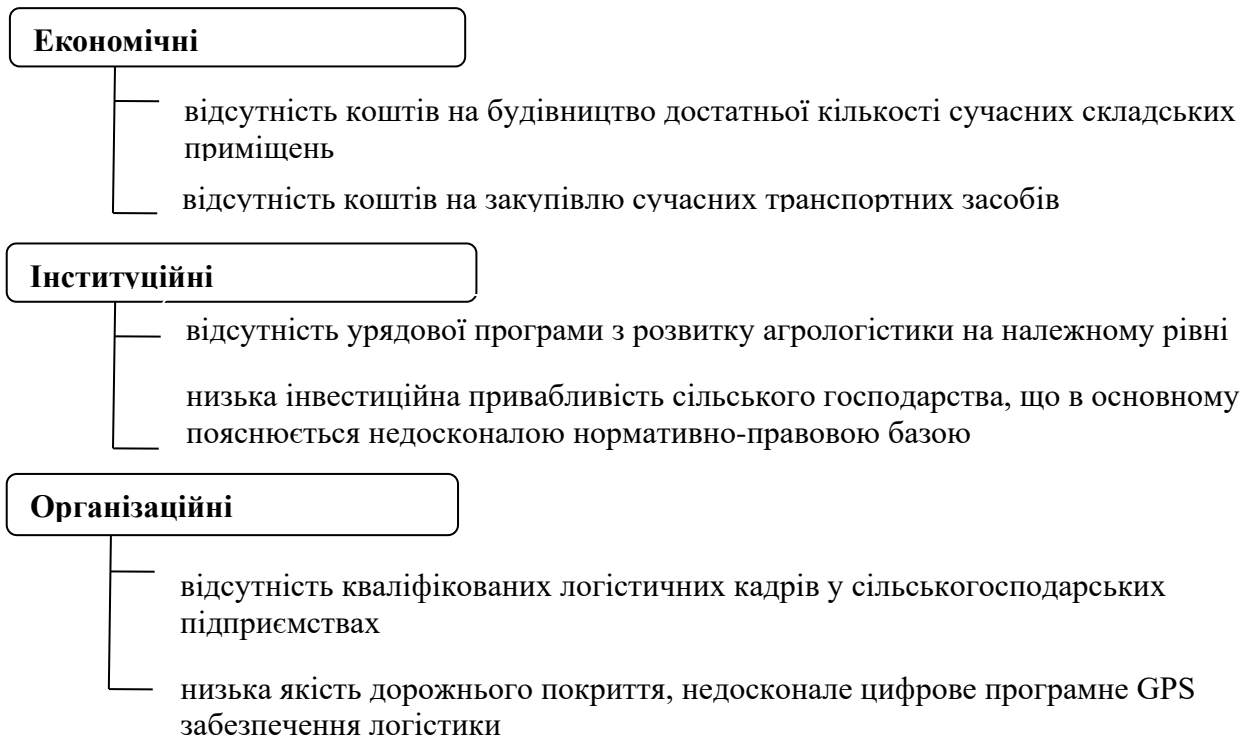 Економічні
відсутність коштів на будівництво достатньої кількості сучасних складських
приміщень
відсутність коштів на закупівлю сучасних транспортних засобів
Інституційні
відсутність урядової програми з розвитку агрологістики на належному рівні
низька інвестиційна привабливість сільського господарства, що в основному
пояснюється недосконалою нормативно-правовою базою
Організаційні
відсутність кваліфікованих логістичних кадрів у сільськогосподарських
підприємствах
низька якість дорожнього покриття, недосконале цифрове програмне GPS
забезпечення логістики